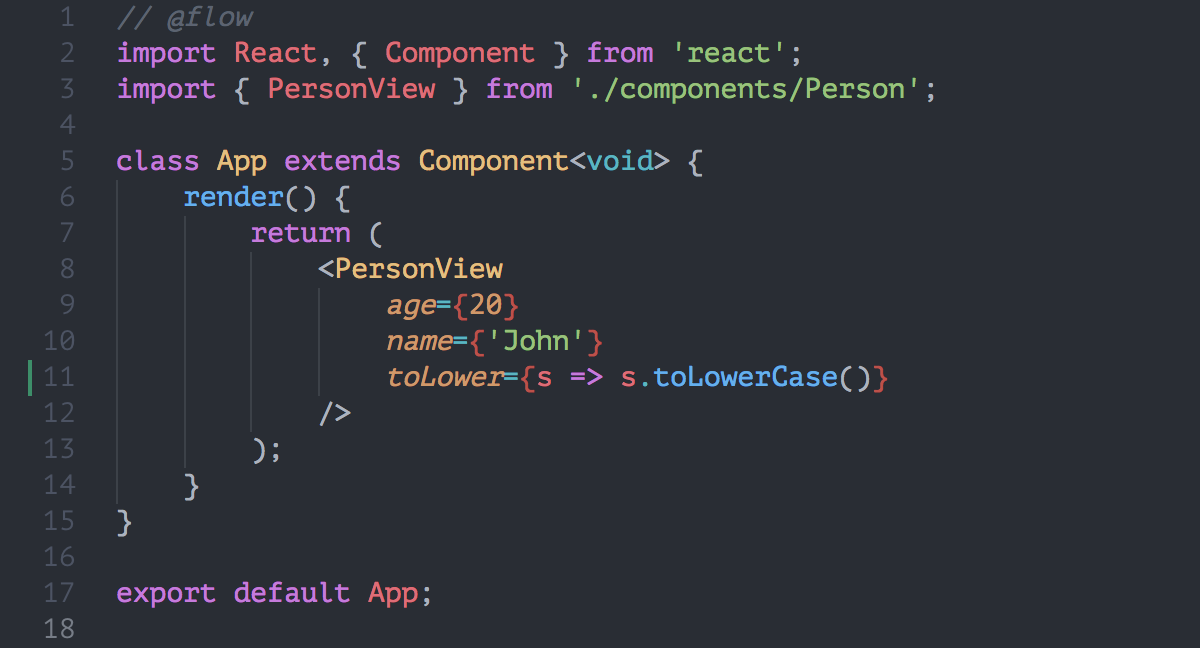 1 // @flow
2 import React, { Component } from 'react';
3 import { PersonView } from './components/Person';
4
5 class App extends Component<void> {
6     render() {
7         return (
8             <PersonView
9                 age={20}
10                 name={'John'}
11                 toLower={s => s.toLowerCase()}
12             />
13         );
14     }
15 }
16
17 export default App;
18